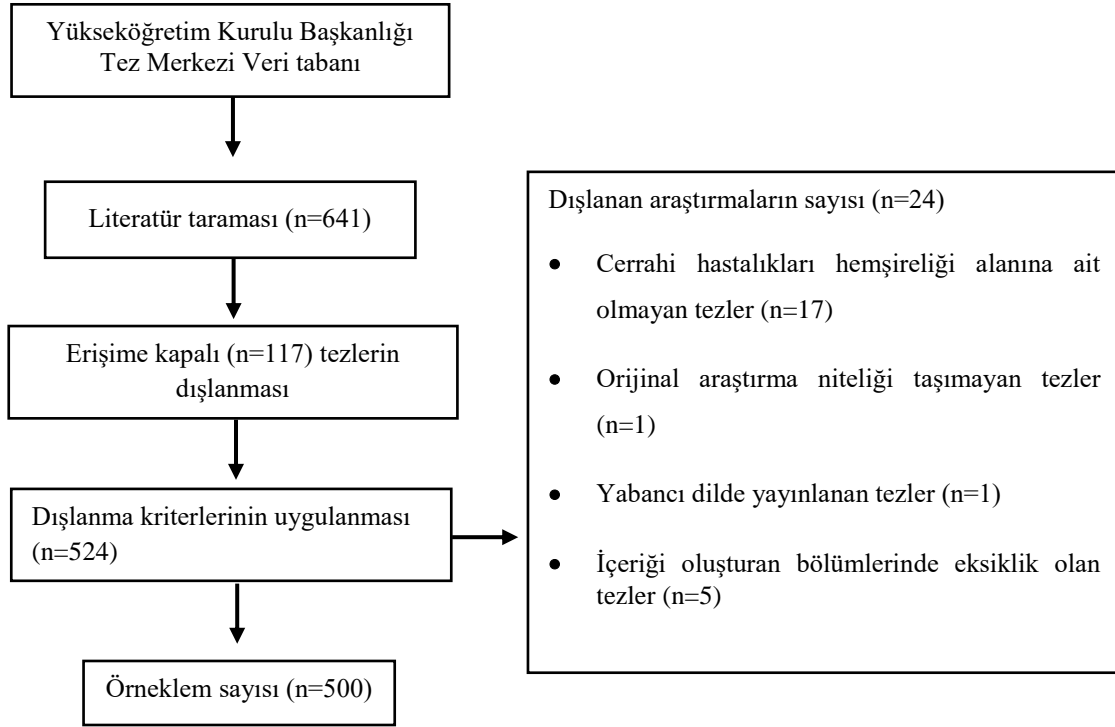 Yükseköğretim Kurulu Başkanlığı
Tez Merkezi Veri tabanı
Literatür taraması (n=641)
Erişime kapalı (n=117) tezlerin
dışlanması
Dışlanma kriterlerinin uygulanması
(n=524)
Örneklem sayısı (n=500)
Dışlanan araştırmaların sayısı (n=24)
● Cerrahi hastalıkları hemşireliği alanına ait
olmayan tezler (n=17)
● Orijinal araştırma niteliği taşımayan tezler
(n=1)
● Yabancı dilde yayınlanan tezler (n=1)
● İçeriği oluşturan bölümlerinde eksiklik olan
tezler (n=5)